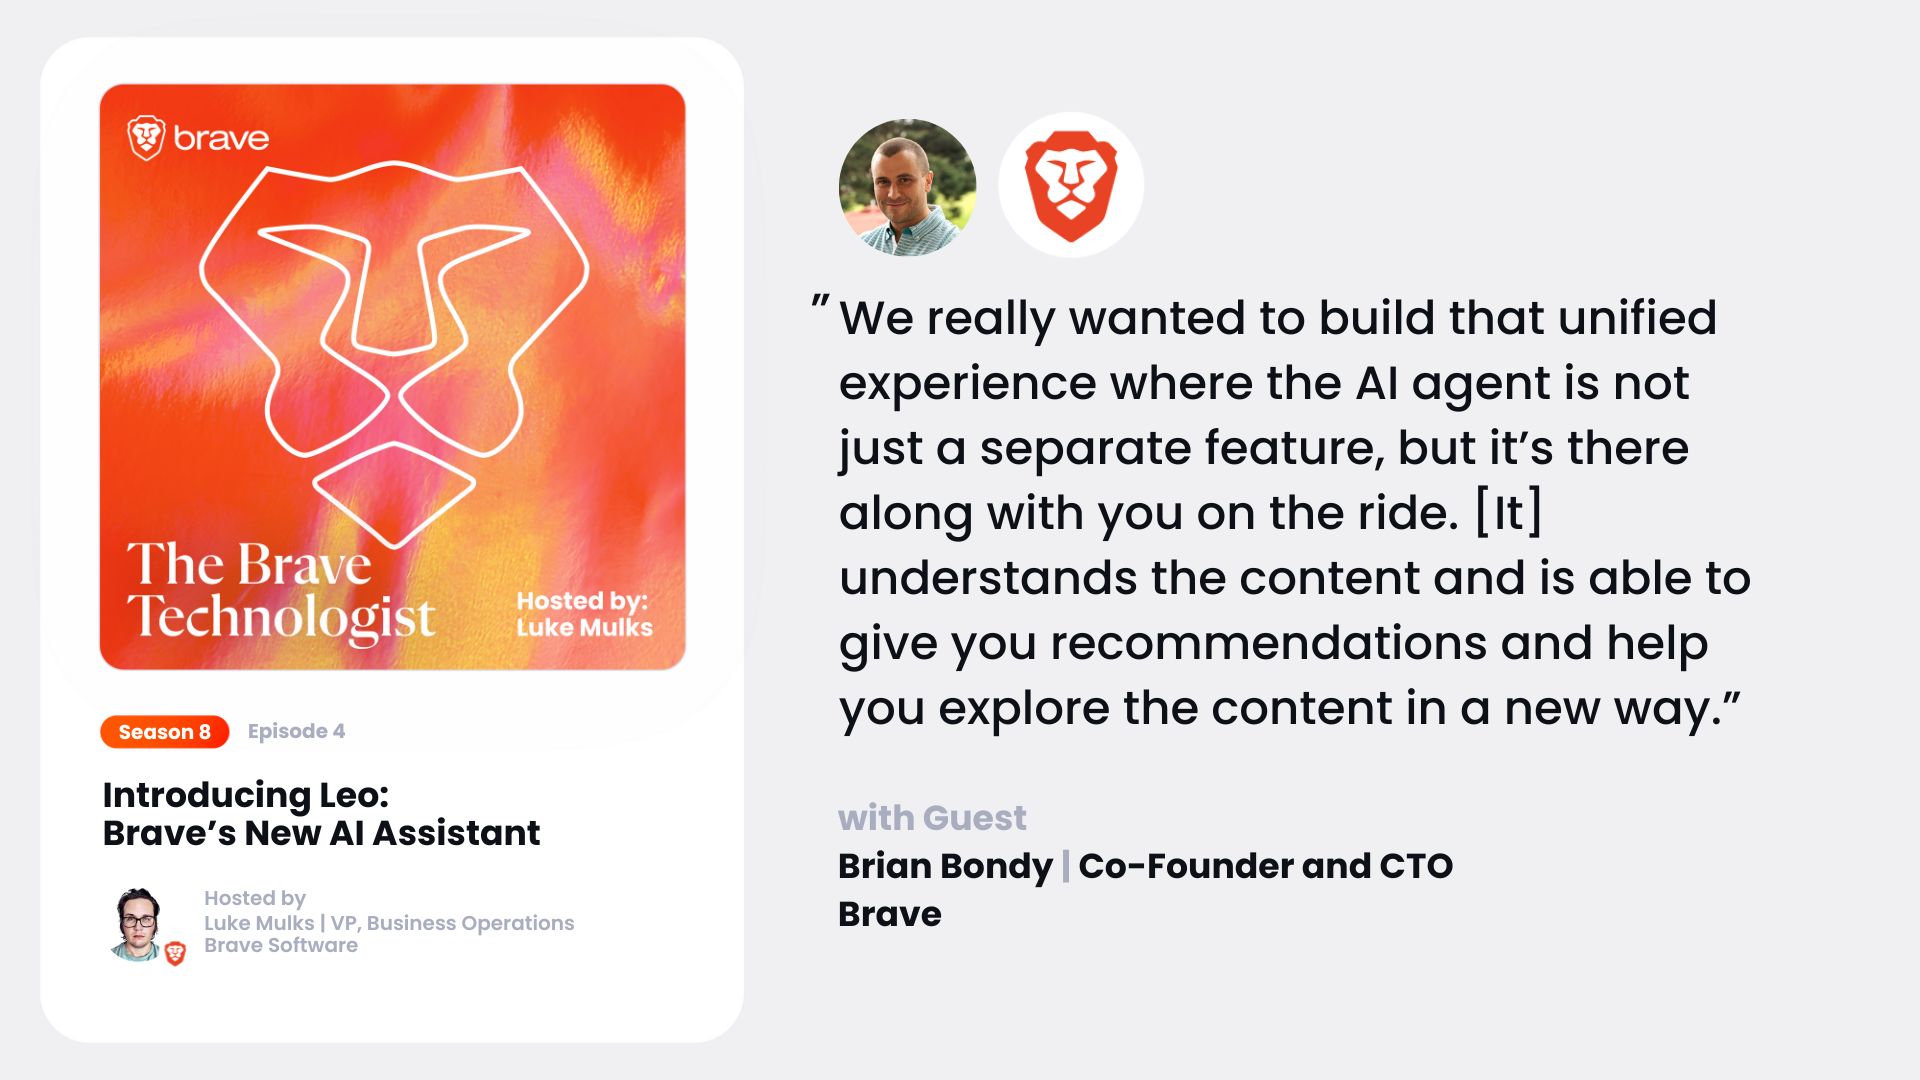 brave
The Brave
Technologist
Hosted by:
Luke Mulks
Season 8
Episode 4
Introducing Leo:
Brave’s New AI Assistant
Hosted by
Luke Mulks | VP, Business Operations
Brave Software
"We really wanted to build that unified
experience where the AI agent is not
just a separate feature, but it’s there
along with you on the ride. [It]
understands the content and is able to
give you recommendations and help
you explore the content in a new way.”
with Guest
Brian Bondy | Co-Founder and CTO
Brave